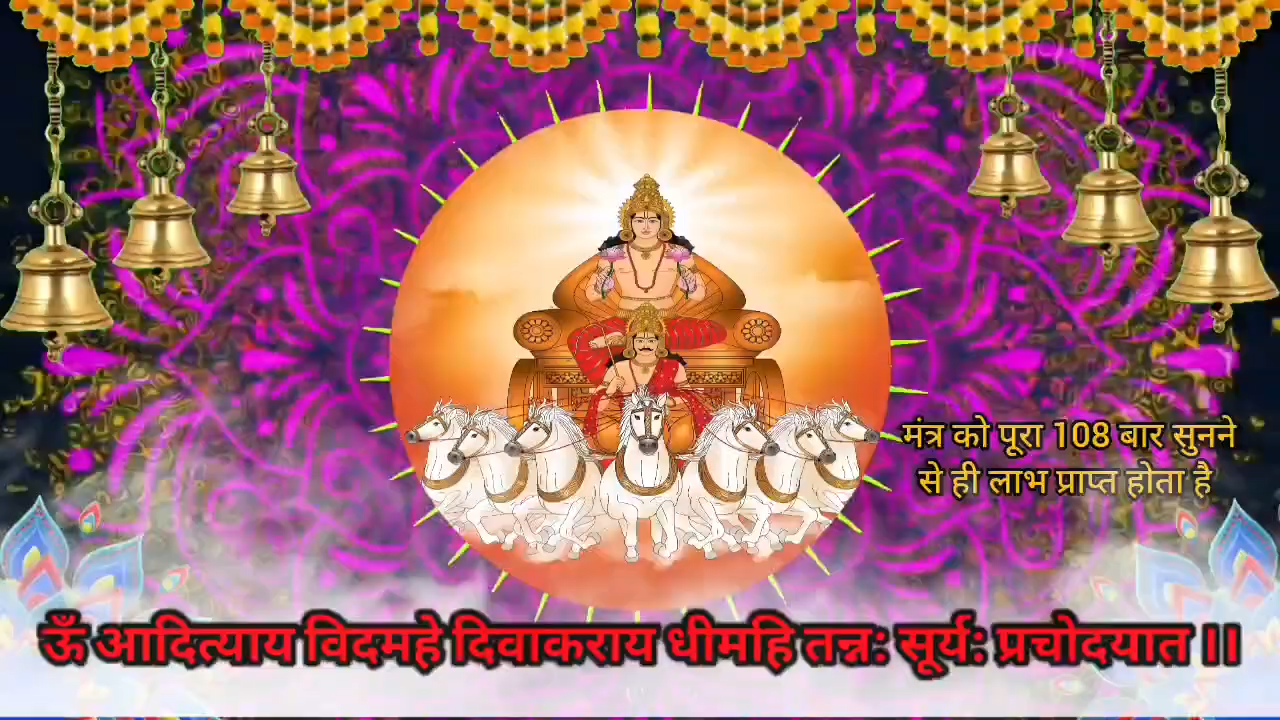 मंत्र को पूरा 108 बार सुनने
से ही लाभ प्राप्त होता है
ऊँ आदित्याय विदमहे दिवाकराय धीमहि तन्न: सूर्य: प्रचोदयात ।।